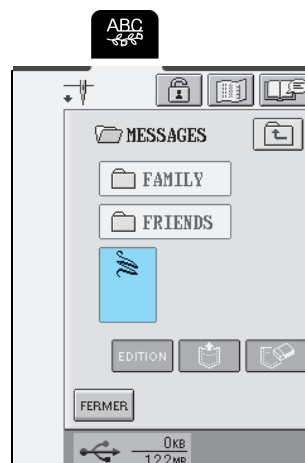 ABC
MESSAGES
FAMILY
FRIENDS
EDITION
FERMER
0KB
122MB